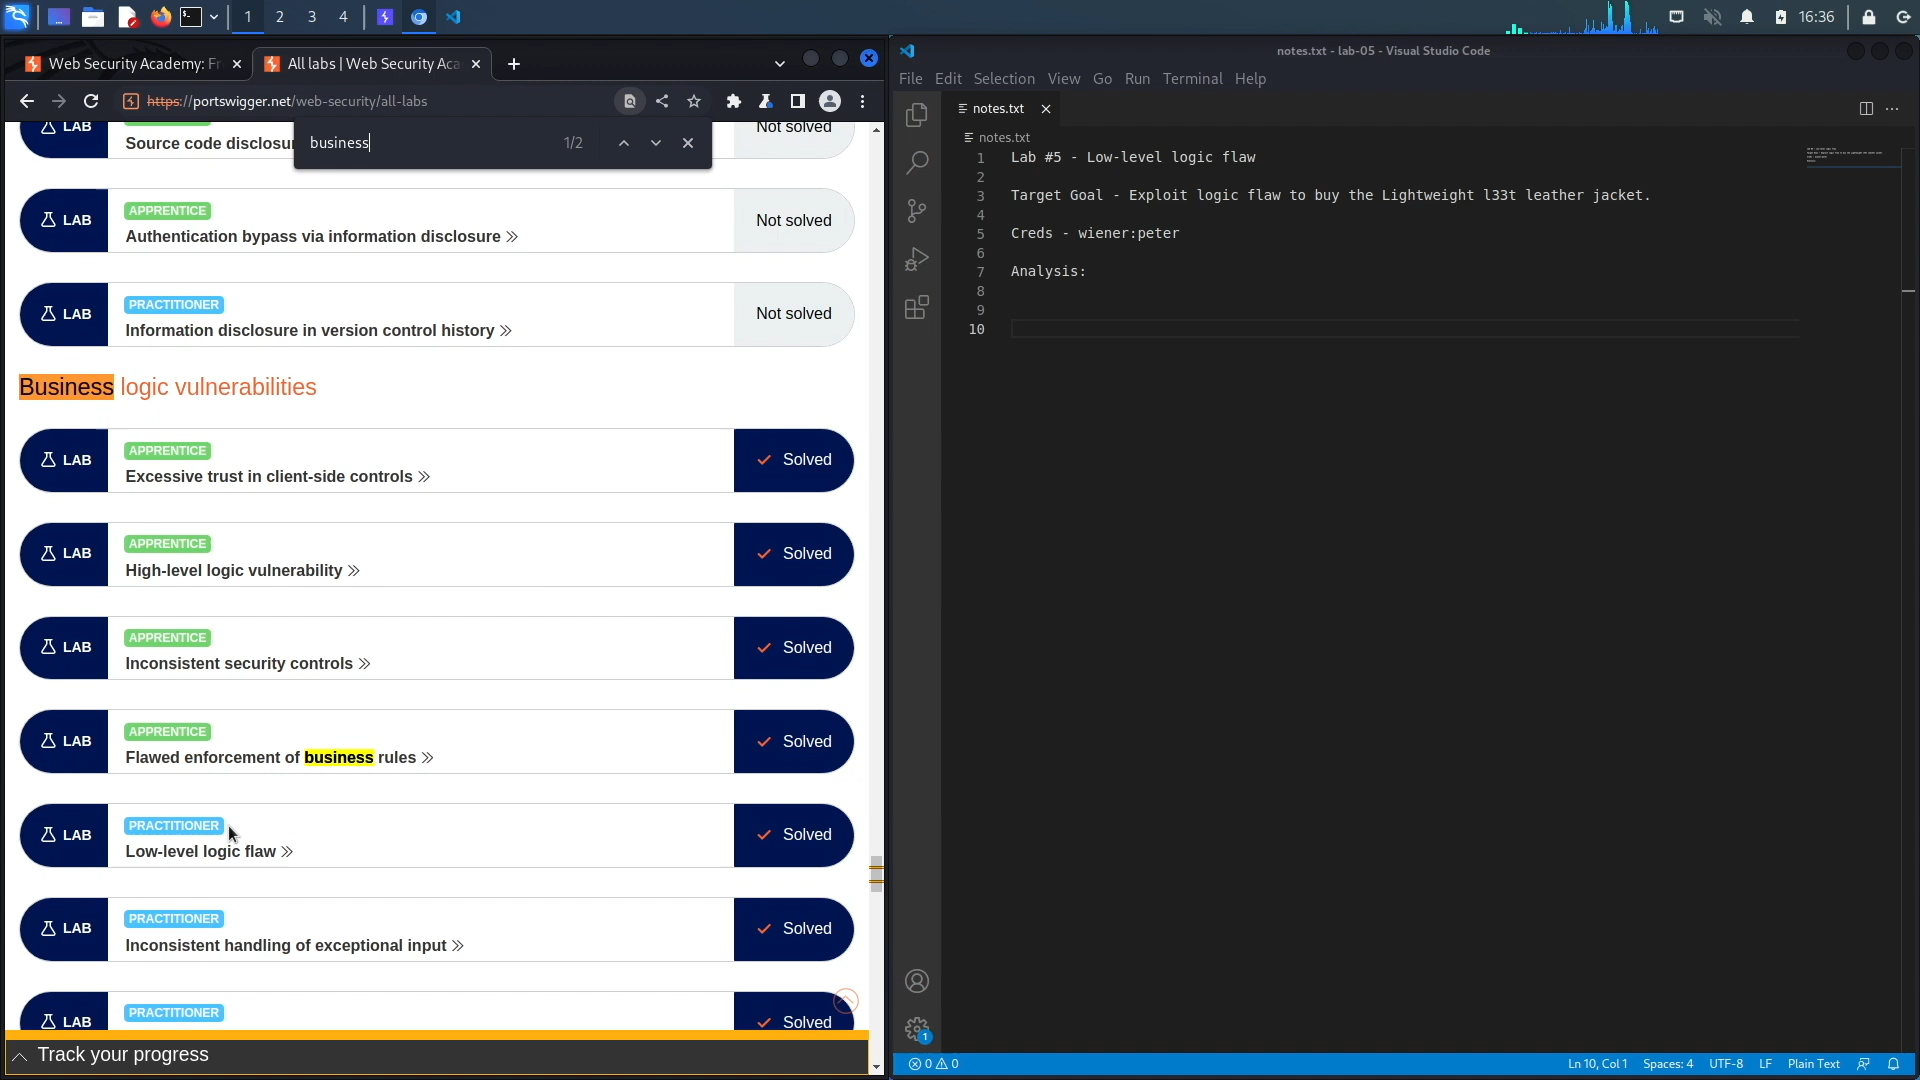 1 2 3 4
16:36
Web Security Academy: Fr
All labs | Web Security Aca
https://portswigger.net/web-security/all-labs
business 1/2
LAB
Source code disclosur
Not solved
LAB
APPRENTICE
Authentication bypass via information disclosure
Not solved
LAB
PRACTITIONER
Information disclosure in version control history
Not solved
Business logic vulnerabilities
LAB
APPRENTICE
Excessive trust in client-side controls
Solved
LAB
APPRENTICE
High-level logic vulnerability
Solved
LAB
APPRENTICE
Inconsistent security controls
Solved
LAB
APPRENTICE
Flawed enforcement of business rules
Solved
LAB
PRACTITIONER
Low-level logic flaw
Solved
LAB
PRACTITIONER
Inconsistent handling of exceptional input
Solved
LAB
PRACTITIONER
Solved
Track your progress
notes.txt - lab-05 - Visual Studio Code
File Edit Selection View Go Run Terminal Help
notes.txt
notes.txt
1 Lab #5 - Low-level logic flaw
2
3 Target Goal - Exploit logic flaw to buy the Lightweight l33t leather jacket.
4
5 Creds - wiener:peter
6
7 Analysis:
8
9
10
1
0 0
Ln 10, Col 1 Spaces: 4 UTF-8 LF Plain Text